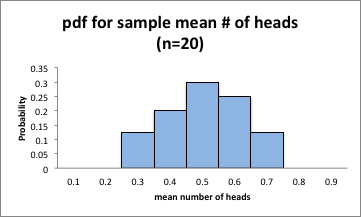 pdf for sample mean # of heads
(n=20)
0.35
0.3
0.25
0.2
0.15
0.1
0.05
0
Probability
0.1 0.2 0.3 0.4 0.5 0.6 0.7 0.8 0.9
mean number of heads